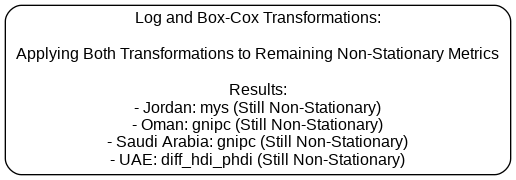 Log and Box-Cox Transformations:
Applying Both Transformations to Remaining Non-Stationary Metrics
Results:
- Jordan: mys (Still Non-Stationary)
- Oman: gnipc (Still Non-Stationary)
- Saudi Arabia: gnipc (Still Non-Stationary)
- UAE: diff_hdi_phdi (Still Non-Stationary)